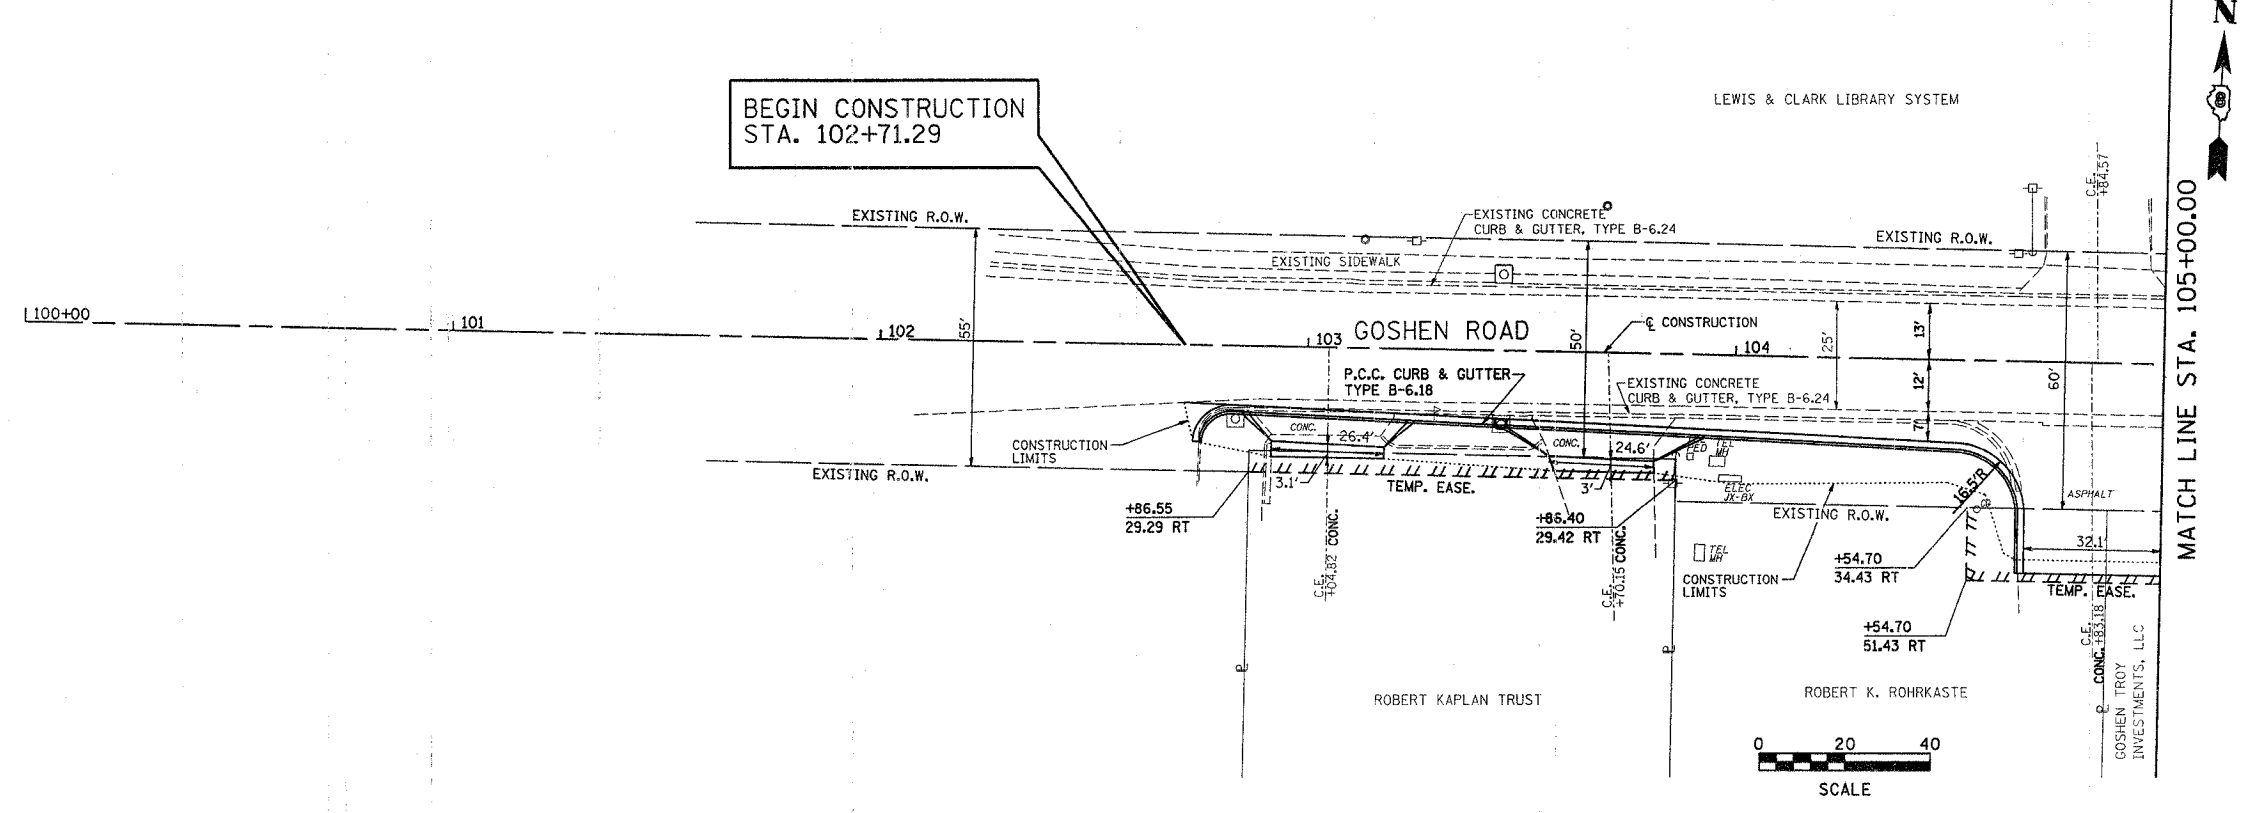 N
BEGIN CONSTRUCTION
STA. 102+71.29
LEWIS & CLARK LIBRARY SYSTEM
C.E.
+84.57
MATCH LINE STA. 105+00.00
EXISTING R.O.W.
EXISTING CONCRETE
CURB & GUTTER, TYPE B-6.24
EXISTING R.O.W.
EXISTING SIDEWALK
100+00
101
102
55'
103
GOSHEN ROAD
50'
℄ CONSTRUCTION
104
25'
13'
12'
7'
60'
P.C.C. CURB & GUTTER
TYPE B-6.18
EXISTING CONCRETE
CURB & GUTTER, TYPE B-6.24
CONSTRUCTION
LIMITS
CONC.
26.4'
CONC.
24.6'
PED
TEL
MH
EXISTING R.O.W.
3.1'
TEMP. EASE.
3'
ELEC
JX-BX
16.5'R
ASPHALT
+86.55
29.29 RT
+86.40
29.42 RT
EXISTING R.O.W.
C.E.
+04.82 CONC.
C.E.
+70.15 CONC.
TEL
MH
CONSTRUCTION
LIMITS
+54.70
34.43 RT
32.1
TEMP. EASE.
+54.70
51.43 RT
C.E.
CONC. +83.18
GOSHEN TROY
INVESTMENTS, LLC
ROBERT KAPLAN TRUST
ROBERT K. ROHRKASTE
0 20 40
SCALE